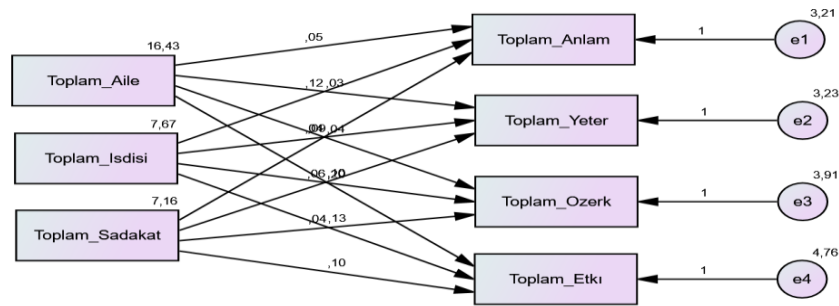 3,21
16,43
,05
Toplam_Anlam
1
e1
Toplam_Aile
,12
,03
3,23
7,67
Toplam_Yeter
1
e2
,04
Toplam_Isdisi
3,91
,06
7,16
,04
,13
Toplam_Ozerk
1
e3
Toplam_Sadakat
4,76
,10
Toplam_Etkı
1
e4